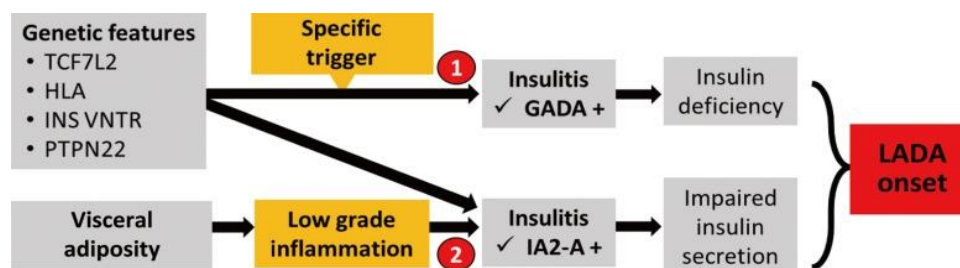 Genetic features
• TCF7L2
• HLA
• INS VNTR
• PTPN22
Specific
trigger
1
Insulitis
✓ GADA +
Insulin
deficiency
Visceral
adiposity
Low grade
inflammation
2
Insulitis
✓ IA2-A +
Impaired
insulin
secretion
LADA
onset